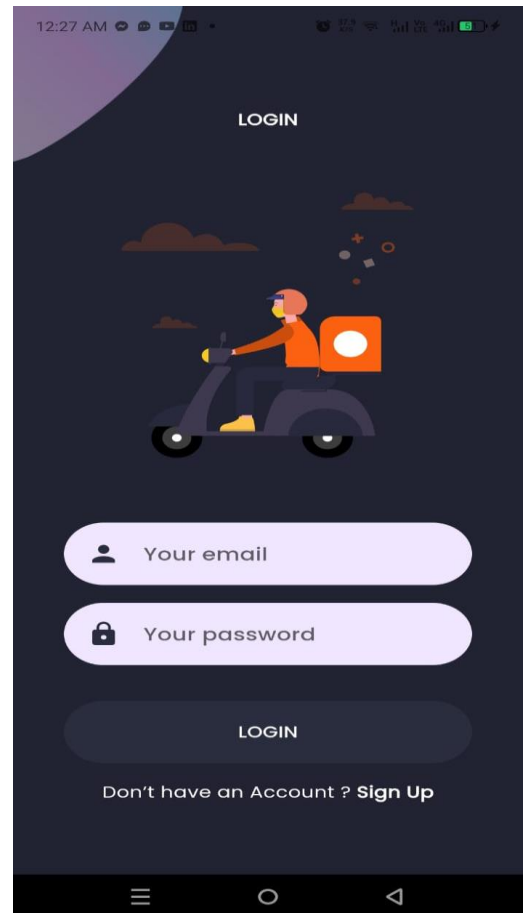 12:27 AM
LOGIN
Your email
Your password
LOGIN
Don't have an Account ? Sign Up